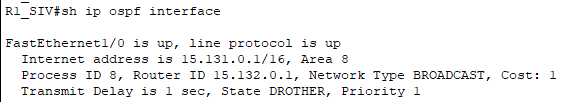 R1_SIV#sh ip ospf interface
FastEthernet1/0 is up, line protocol is up
Internet address is 15.131.0.1/16, Area 8
Process ID 8, Router ID 15.132.0.1, Network Type BROADCAST, Cost: 1
Transmit Delay is 1 sec, State DROTHER, Priority 1